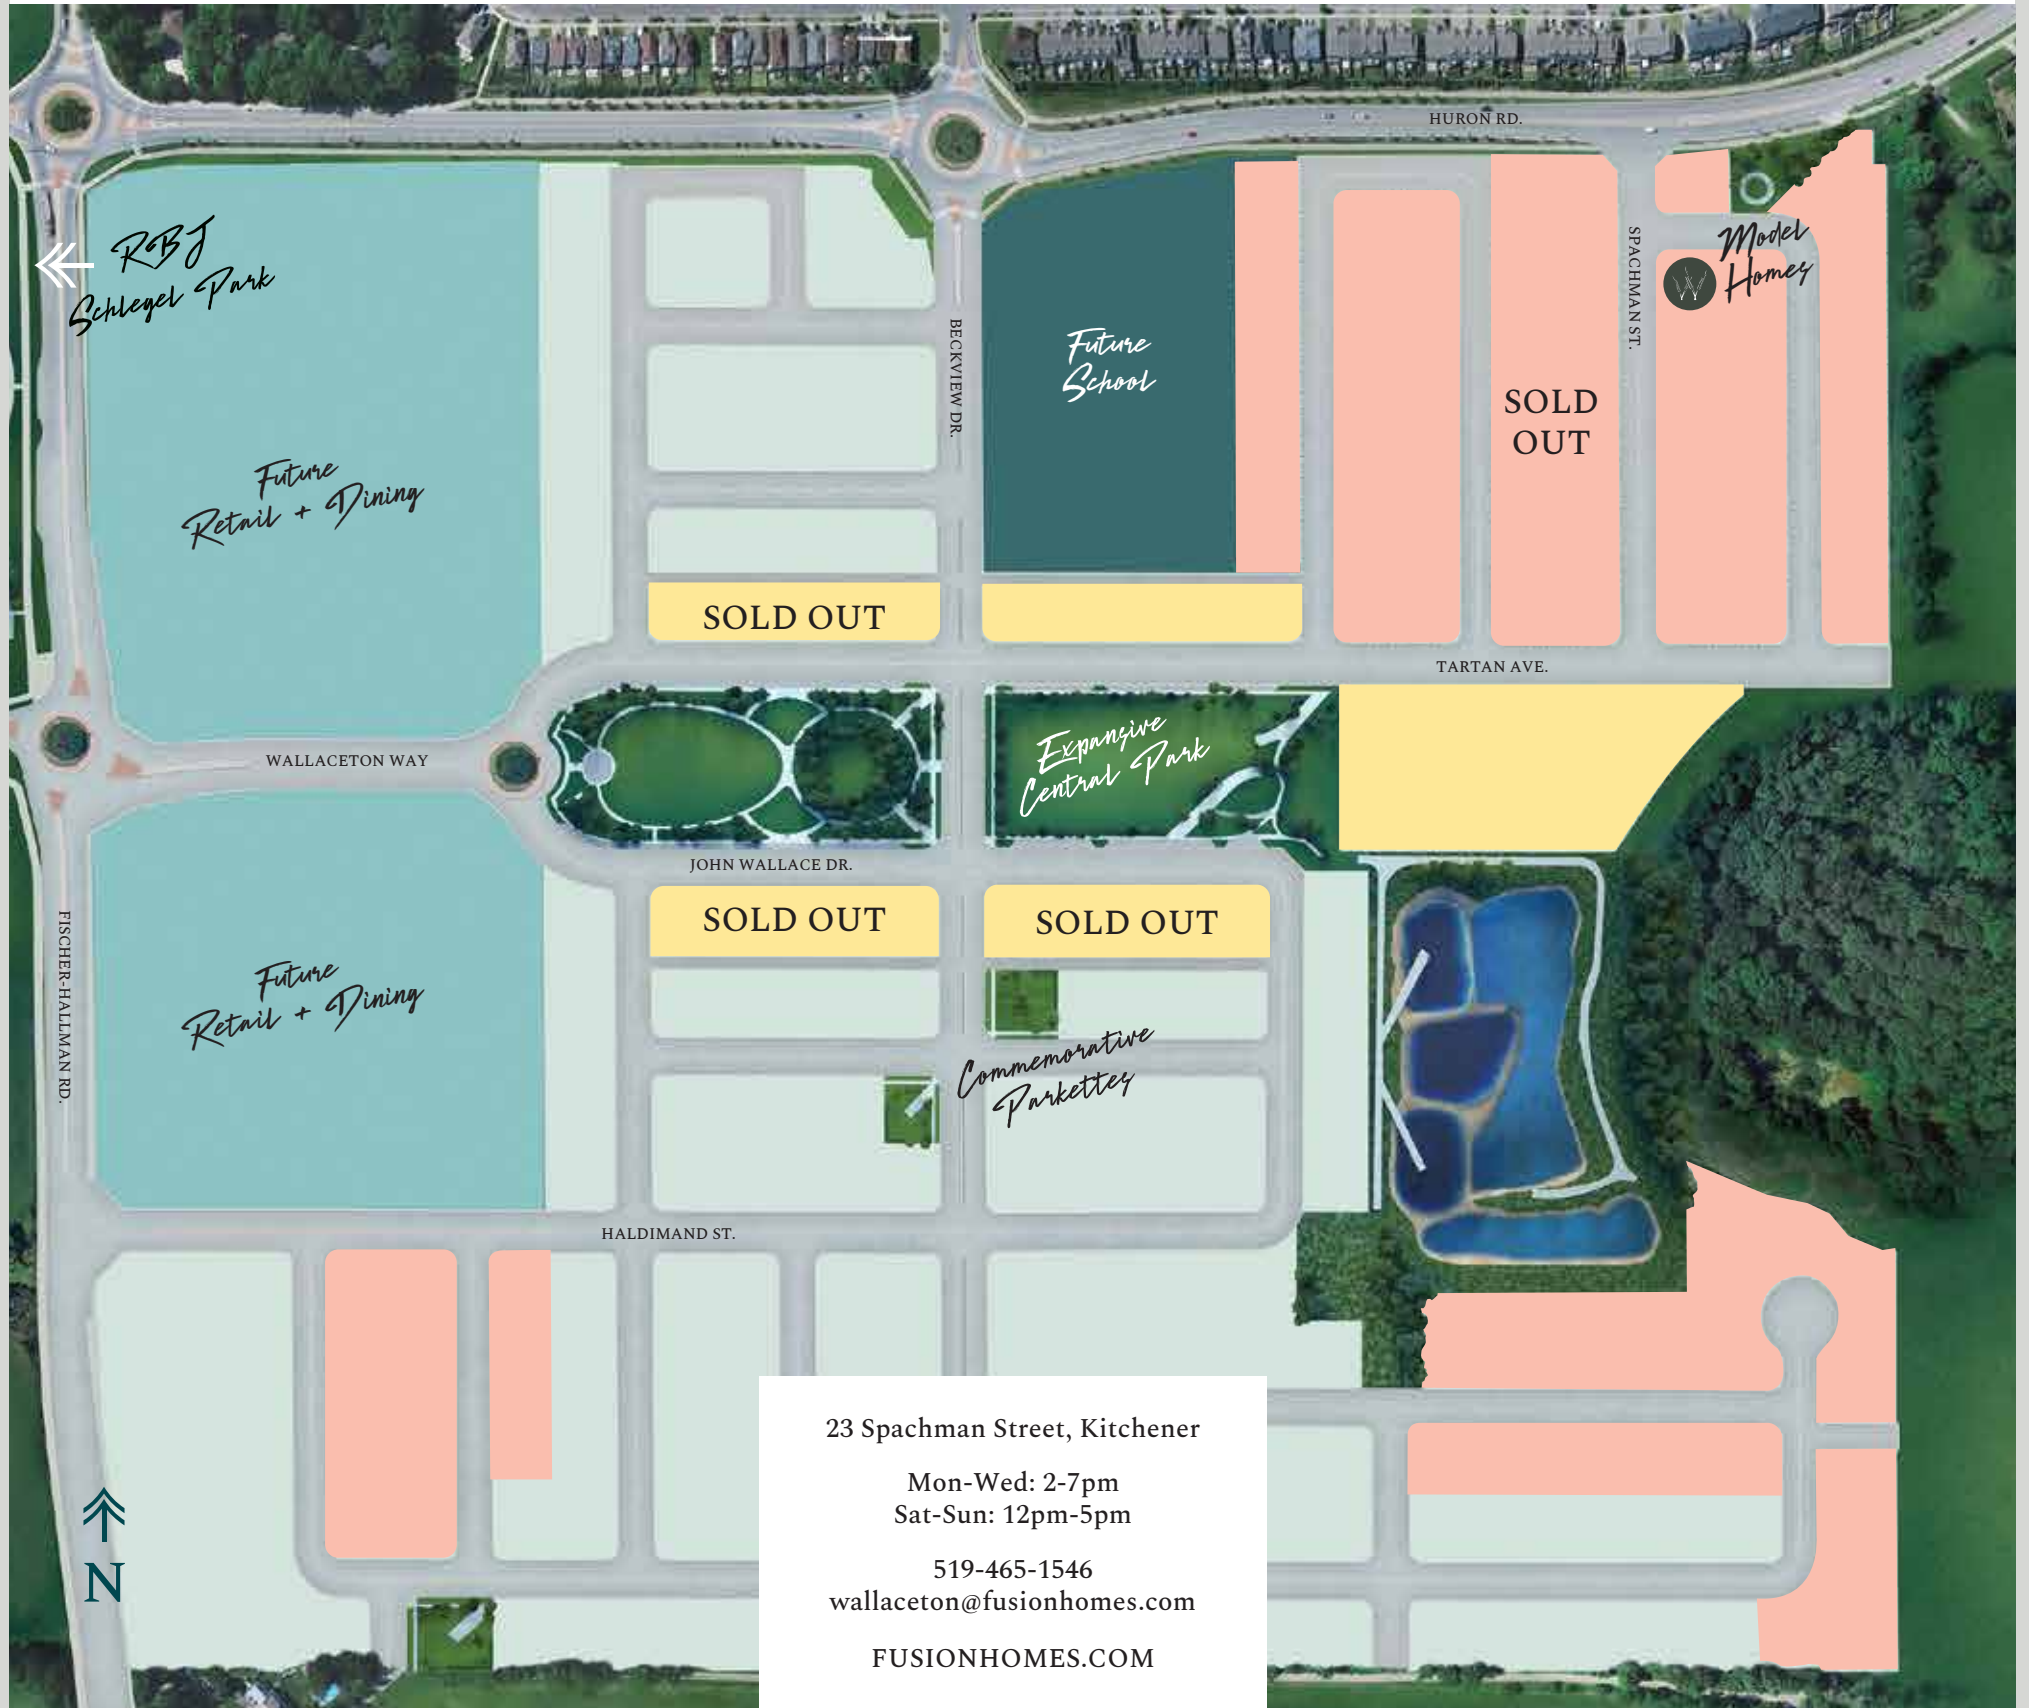 HURON RD.
RBJ
Schlegel Park
SPACHMAN ST.
Model
Homes
W
BECKVIEW DR.
Future
School
SOLD
OUT
Future
Retail + Dining
SOLD OUT
TARTAN AVE.
Expansive
Central Park
WALLACETON WAY
JOHN WALLACE DR.
SOLD OUT
SOLD OUT
FISCHER-HALLMAN RD.
Future
Retail + Dining
Commemorative
Parkettes
HALDIMAND ST.
23 Spachman Street, Kitchener
Mon-Wed: 2-7pm
Sat-Sun: 12pm-5pm
519-465-1546
wallaceton@fusionhomes.com
FUSIONHOMES.COM
N